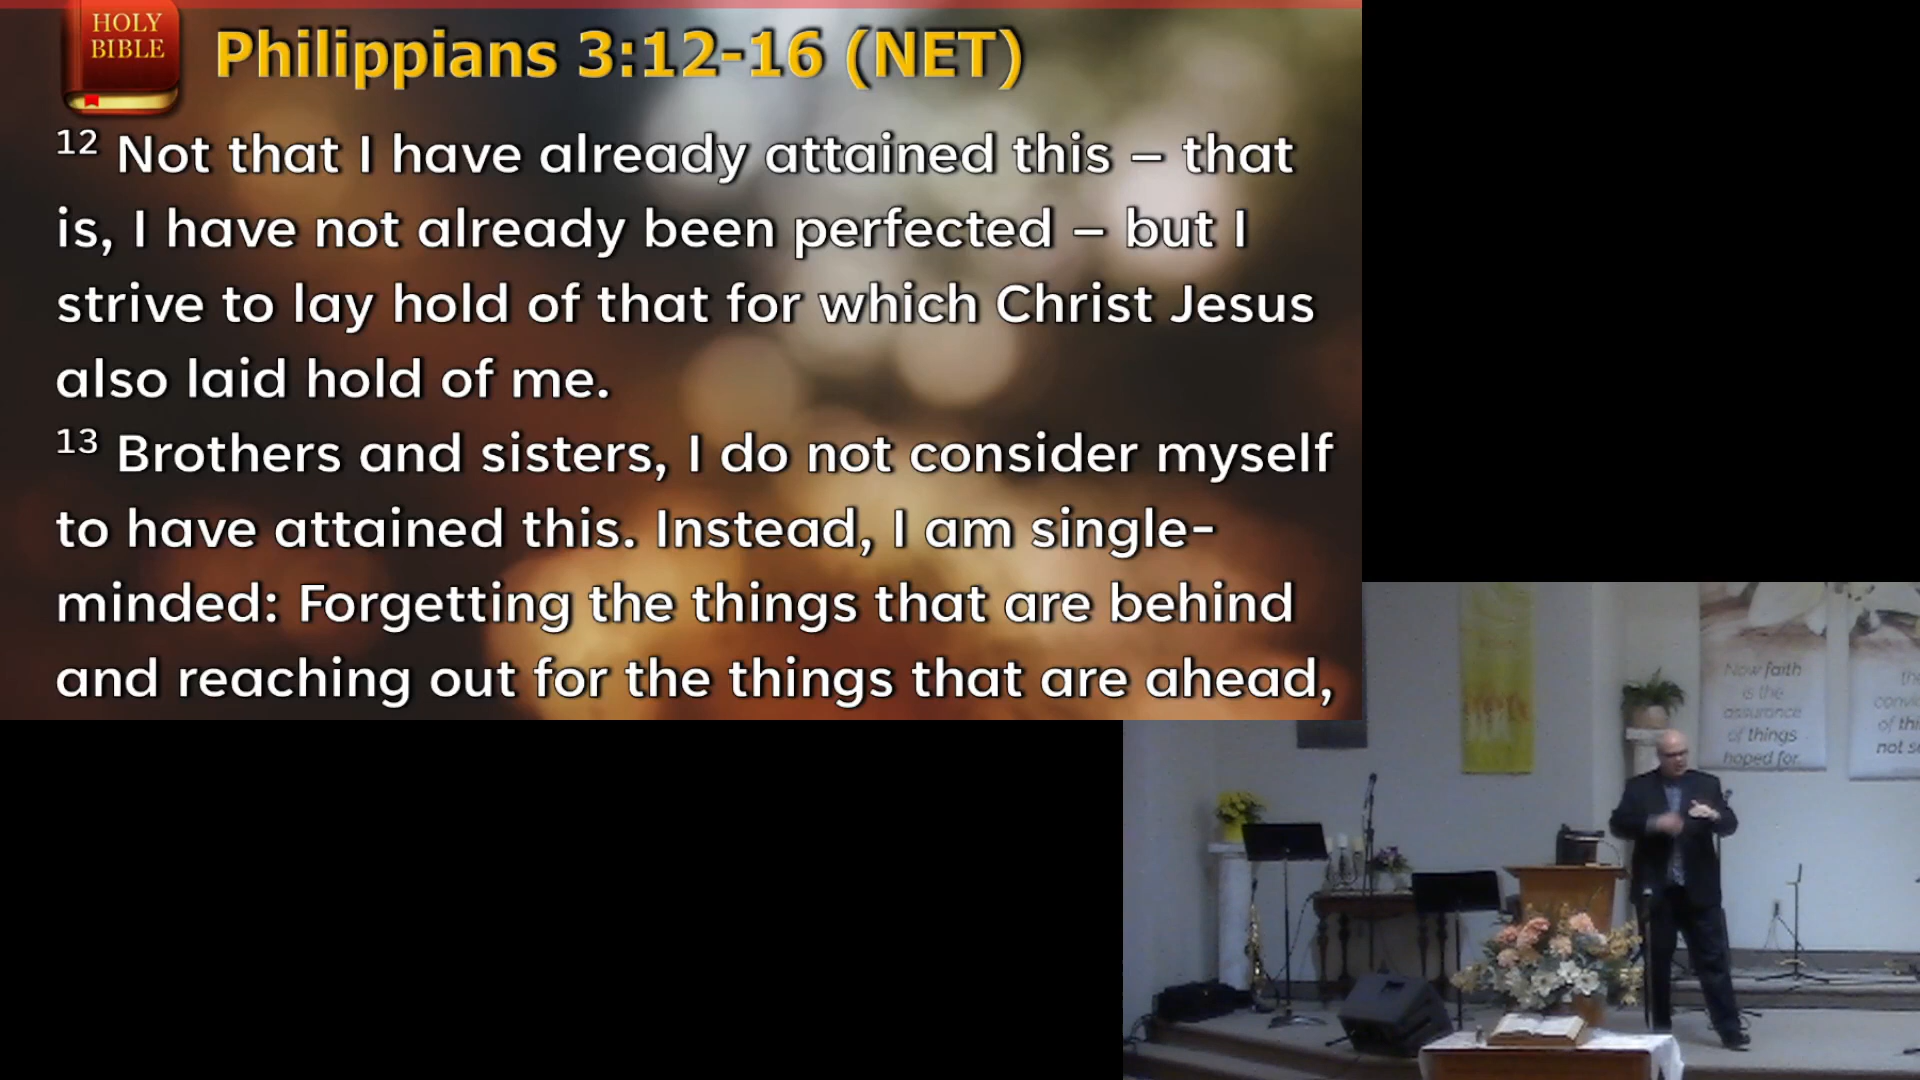 HOLY
BIBLE
Philippians 3:12-16 (NET)
12 Not that I have already attained this – that
is, I have not already been perfected – but I
strive to lay hold of that for which Christ Jesus
also laid hold of me.
13 Brothers and sisters, I do not consider myself
to have attained this. Instead, I am single-
minded: Forgetting the things that are behind
and reaching out for the things that are ahead,
Now faith
is the
assurance
of things
hoped for
of
not